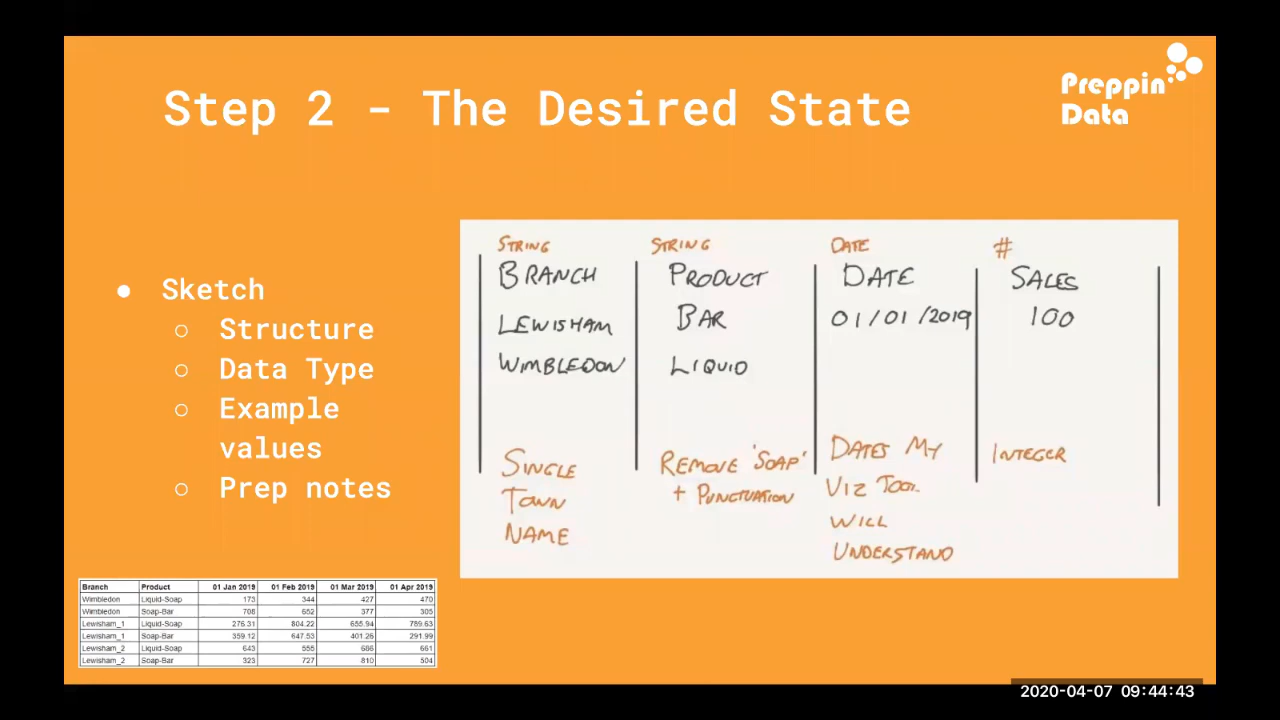 Step 2 - The Desired State
Preppin'
Data
● Sketch
○ Structure
○ Data Type
○ Example
values
○ Prep notes
STRING STRING DATE #
BRANCH PRODUCT DATE SALES
LEWISHAM BAR 01/01/2019 100
WIMBLEDON LIQUID
SINGLE
TOWN
NAME
REMOVE 'SOAP'
+ PUNCTUATION
DATES MY
VIZ TOOL
WILL
UNDERSTAND
INTEGER
Branch Product 01 Jan 2019 01 Feb 2019 01 Mar 2019 01 Apr 2019
Wimbledon Liquid-Soap 173 344 427 470
Wimbledon Soap-Bar 708 652 377 305
Lewisham_1 Liquid-Soap 276.31 804.22 655.94 789.63
Lewisham_1 Soap-Bar 359.12 647.53 401.26 291.99
Lewisham_2 Liquid-Soap 643 555 686 661
Lewisham_2 Soap-Bar 323 727 810 504
2020-04-07 09:44:43